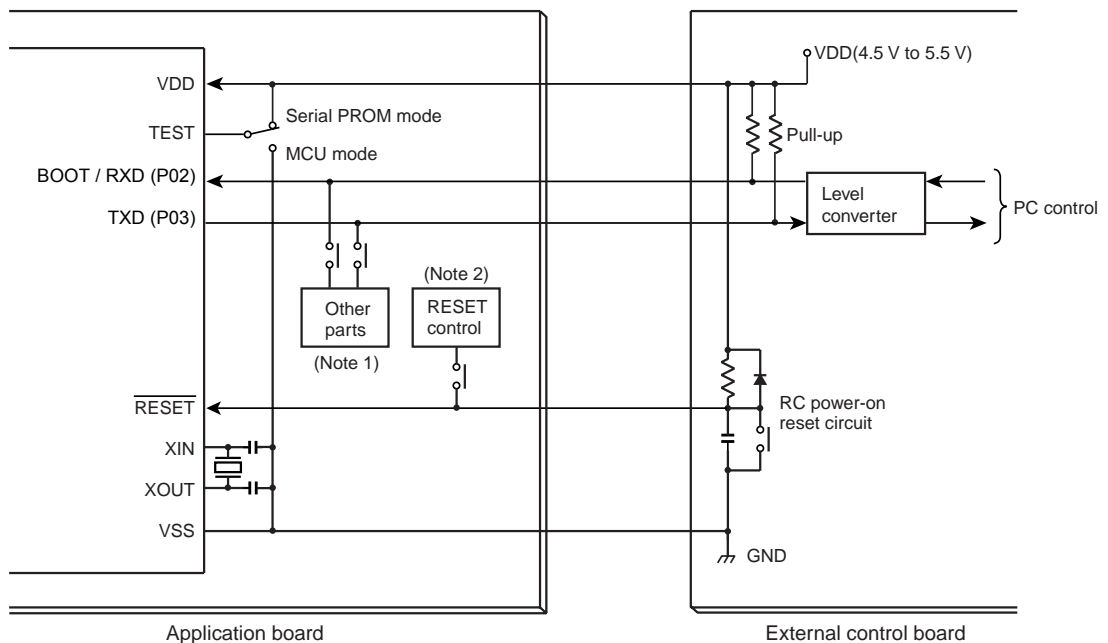 VDD(4.5 V to 5.5 V)
VDD
Serial PROM mode
TEST
Pull-up
MCU mode
BOOT / RXD (P02)
Level
converter
PC control
TXD (P03)
(Note 2)
Other
parts
RESET
control
(Note 1)
RESET
RC power-on
reset circuit
XIN
XOUT
VSS
GND
Application board
External control board